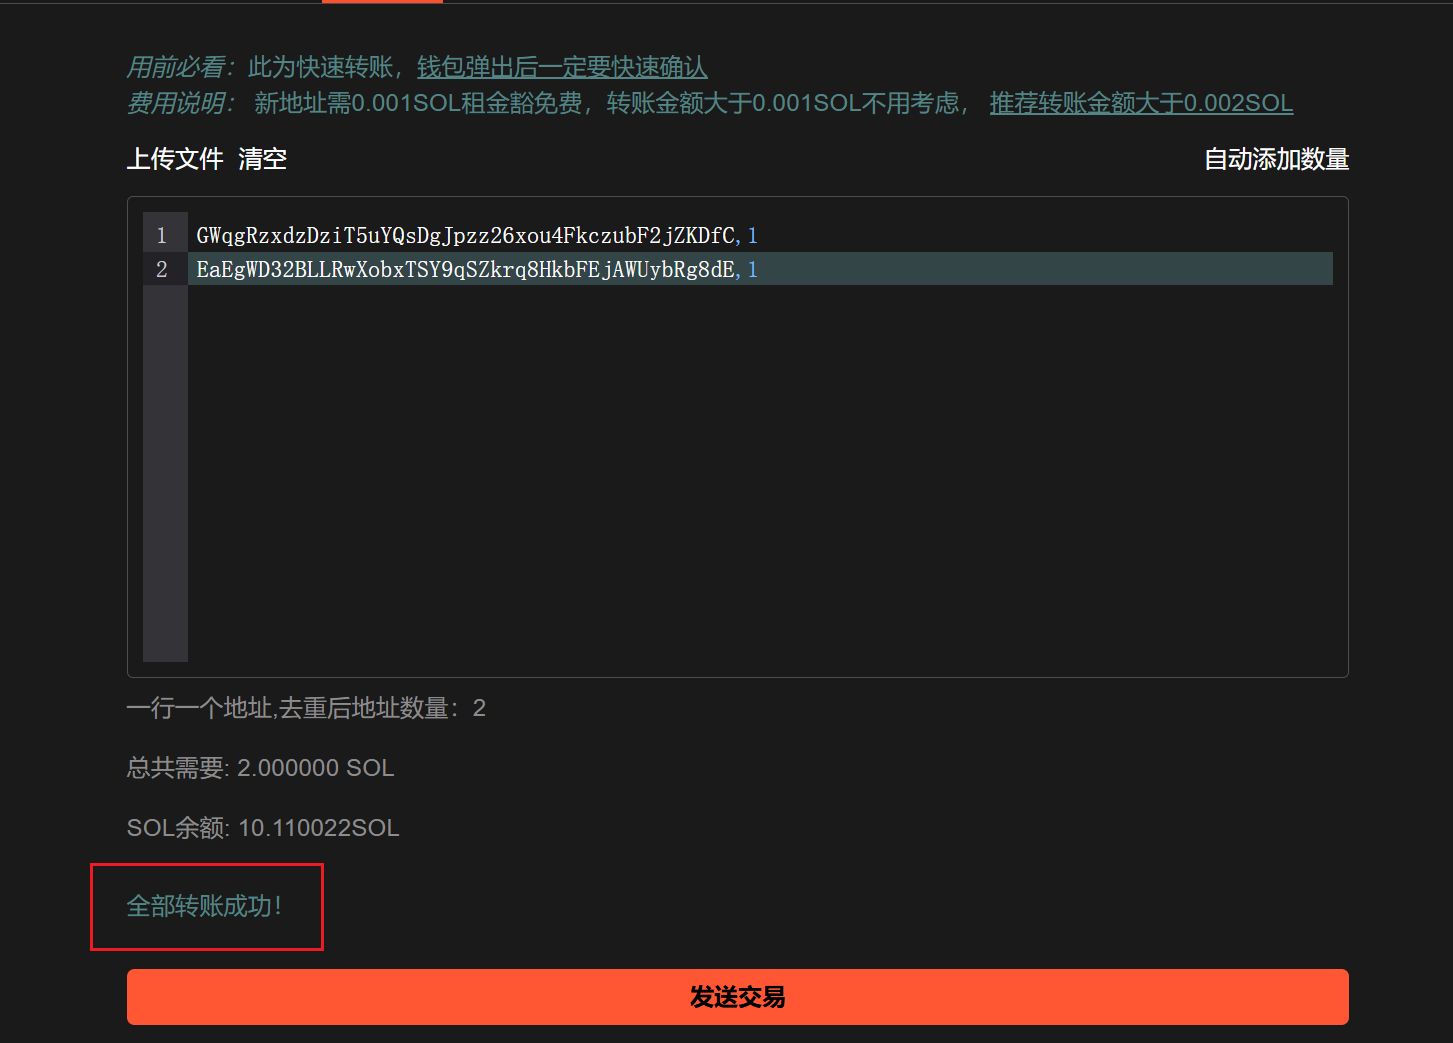 用前必看：此为快速转账，钱包弹出后一定要快速确认
费用说明： 新地址需0.001SOL租金豁免费，转账金额大于0.001SOL不用考虑， 推荐转账金额大于0.002SOL
上传文件 清空 自动添加数量
1 GWqgRzxdzDziT5uYQsDgJpzz26xou4FkczubF2jZKDfC,1
2 EaEgWD32BLLRwXobxTSY9qSZkrq8HkbFEjAWUybRg8dE,1
一行一个地址,去重后地址数量：2
总共需要: 2.000000 SOL
SOL余额: 10.110022SOL
全部转账成功！
发送交易